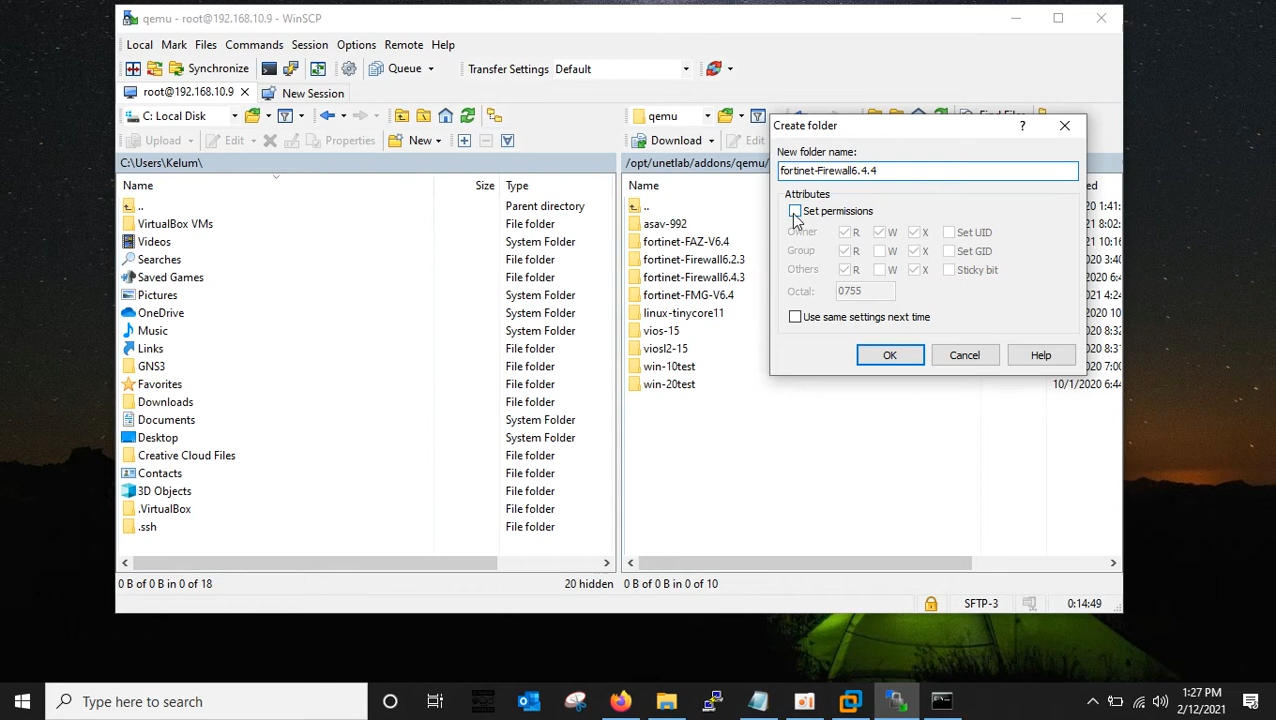 qemu - root@192.168.10.9 - WinSCP
Local Mark Files Commands Session Options Remote Help
Synchronize Queue Transfer Settings Default
root@192.168.10.9 New Session
C: Local Disk qemu Find Files
Upload Edit Properties New Download Edit
C:\Users\Kelum\ /opt/unetlab/addons/qemu/
Name Size Type
.. Parent directory
VirtualBox VMs File folder
Videos System Folder
Searches File folder
Saved Games System Folder
Pictures System Folder
OneDrive System Folder
Music System Folder
Links File folder
GNS3 File folder
Favorites File folder
Downloads System Folder
Documents System Folder
Desktop System Folder
Creative Cloud Files File folder
Contacts File folder
3D Objects File folder
.VirtualBox File folder
.ssh File folder
0 B of 0 B in 0 of 18 20 hidden
Name
..
asav-992
fortinet-FAZ-V6.4
fortinet-Firewall6.2.3
fortinet-Firewall6.4.3
fortinet-FMG-V6.4
linux-tinycore11
vios-15
viosl2-15
win-10test
win-20test 10/1/2020 6:44
0 B of 0 B in 0 of 10
SFTP-3 0:14:49
Create folder ?
New folder name:
fortinet-Firewall6.4.4
Attributes
Set permissions
Owner R W X Set UID
Group R W X Set GID
Others R W X Sticky bit
Octal: 0755
Use same settings next time
OK Cancel Help
Type here to search
1:27 PM
2/12/2021